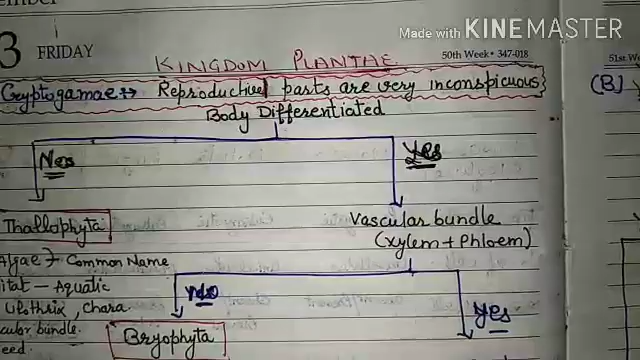 Made with KINEMASTER
3 FRIDAY
50th Week • 347-018
51st We
KINGDOM PLANTAE
Cryptogamae →→ Reproductive parts are very inconspicuous
(B)
Body Differentiated
Yes
Thallophyta
Vascular bundle
(xylem + Phloem)
Algae → Common Name
itat - Aquatic
no
Ulothrix, Chara
yes
cular bundle.
Bryophyta
eed